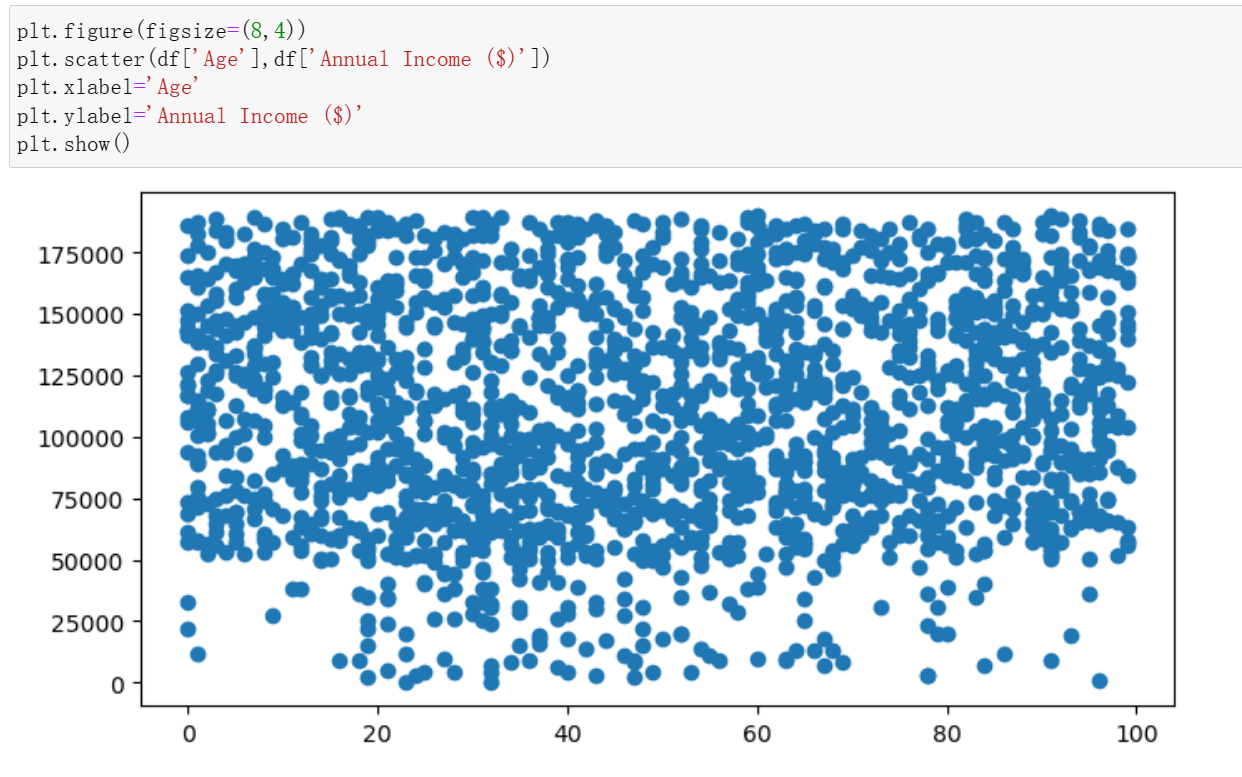 plt.figure(figsize=(8,4))
plt.scatter(df['Age'],df['Annual Income ($)'])
plt.xlabel='Age'
plt.ylabel='Annual Income ($)'
plt.show()
175000
150000
125000
100000
75000
50000
25000
0
0 20 40 60 80 100